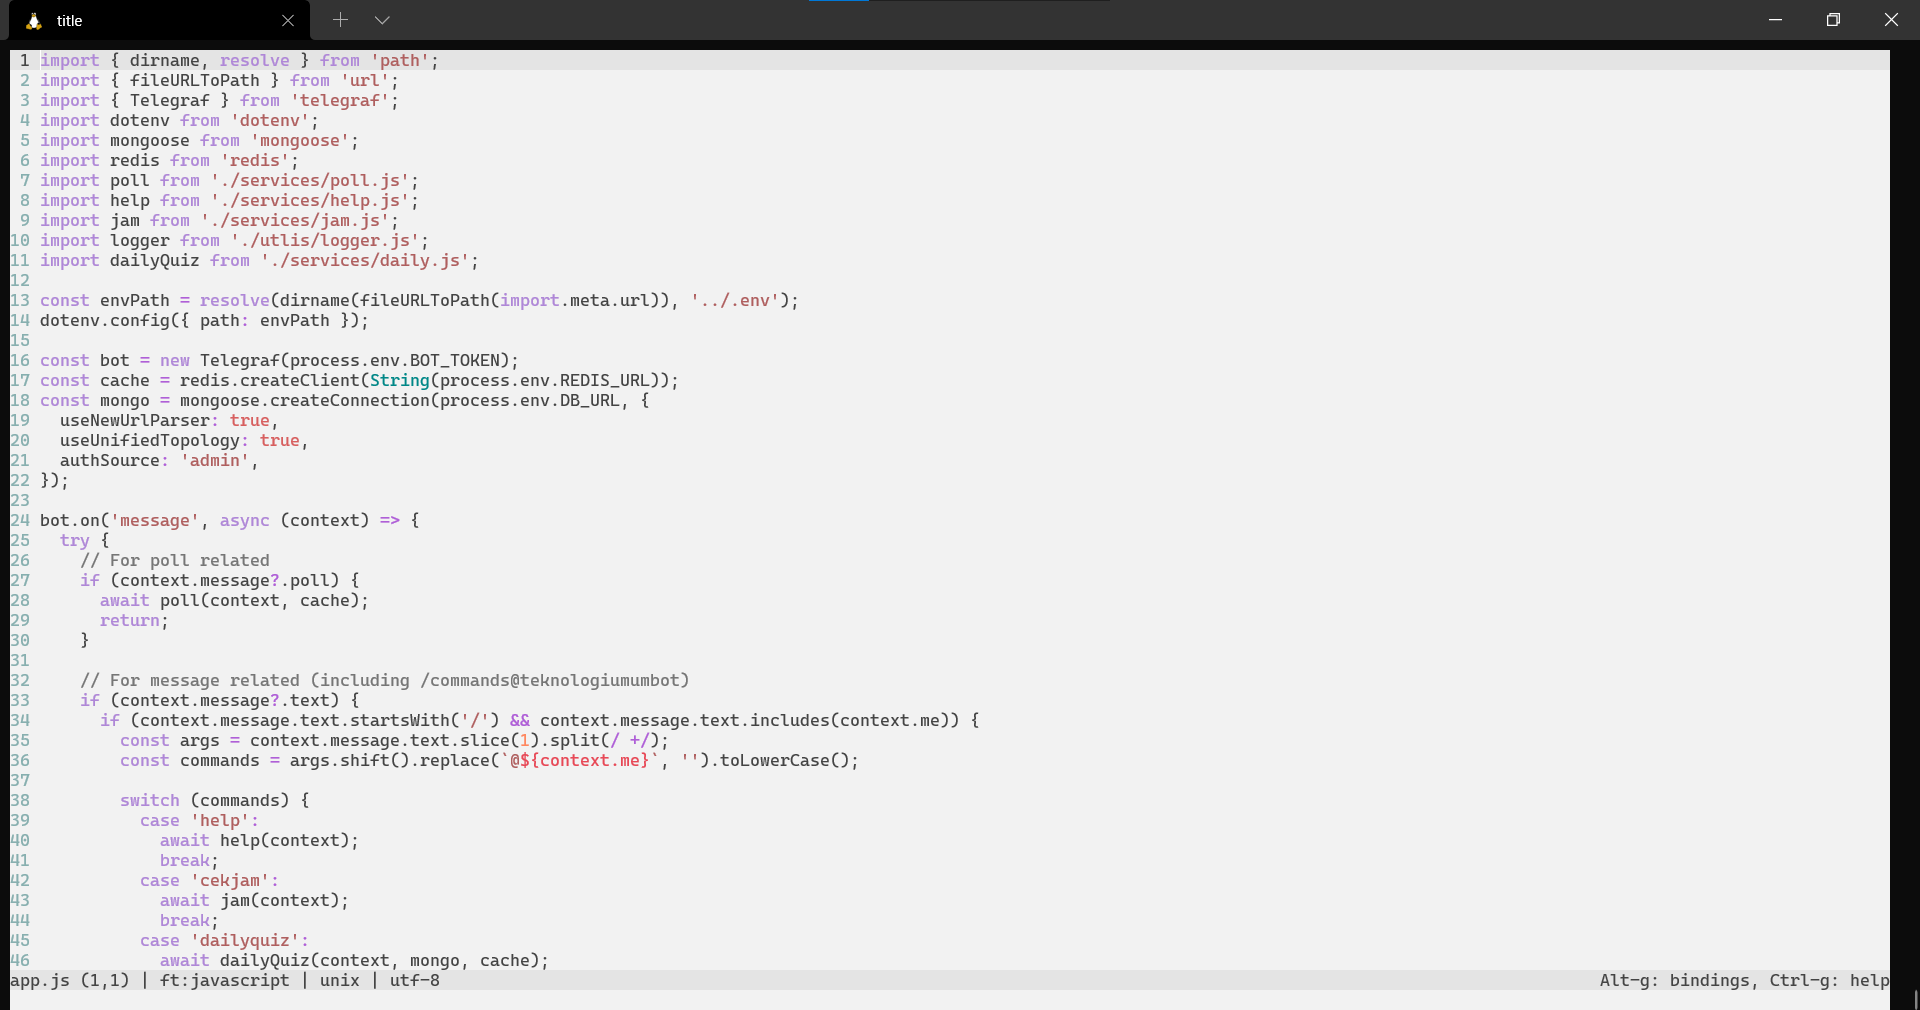 title
1 import { dirname, resolve } from 'path';
2 import { fileURLToPath } from 'url';
3 import { Telegraf } from 'telegraf';
4 import dotenv from 'dotenv';
5 import mongoose from 'mongoose';
6 import redis from 'redis';
7 import poll from './services/poll.js';
8 import help from './services/help.js';
9 import jam from './services/jam.js';
10 import logger from './utlis/logger.js';
11 import dailyQuiz from './services/daily.js';
12
13 const envPath = resolve(dirname(fileURLToPath(import.meta.url)), '../.env');
14 dotenv.config({ path: envPath });
15
16 const bot = new Telegraf(process.env.BOT_TOKEN);
17 const cache = redis.createClient(String(process.env.REDIS_URL));
18 const mongo = mongoose.createConnection(process.env.DB_URL, {
19   useNewUrlParser: true,
20   useUnifiedTopology: true,
21   authSource: 'admin',
22 });
23
24 bot.on('message', async (context) => {
25   try {
26     // For poll related
27     if (context.message?.poll) {
28       await poll(context, cache);
29       return;
30     }
31
32     // For message related (including /commands@teknologiumumbot)
33     if (context.message?.text) {
34       if (context.message.text.startsWith('/') && context.message.text.includes(context.me)) {
35         const args = context.message.text.slice(1).split(/ +/);
36         const commands = args.shift().replace(`@${context.me}`, '').toLowerCase();
37
38         switch (commands) {
39           case 'help':
40             await help(context);
41             break;
42           case 'cekjam':
43             await jam(context);
44             break;
45           case 'dailyquiz':
46             await dailyQuiz(context, mongo, cache);
app.js (1,1) | ft:javascript | unix | utf-8 Alt-g: bindings, Ctrl-g: help